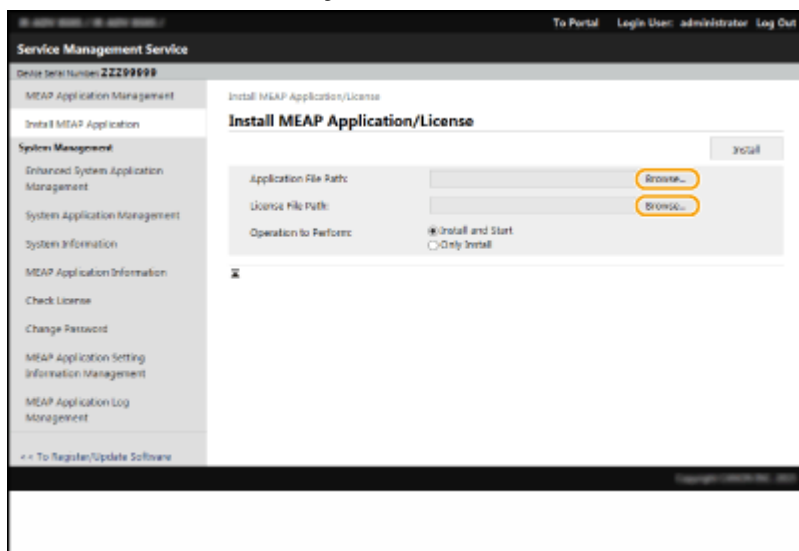 To Portal Login User: administrator Log Out
Service Management Service
Device Serial Number: ZZZ99999
MEAP Application Management
Install MEAP Application
System Management
Enhanced System Application
Management
System Application Management
System Information
MEAP Application Information
Check License
Change Password
MEAP Application Setting
Information Management
MEAP Application Log
Management
<< To Register/Update Software
Install MEAP Application/License
Install MEAP Application/License
Install
Application File Path:
Browse...
License File Path:
Browse...
Operation to Perform:
Install and Start
Only Install